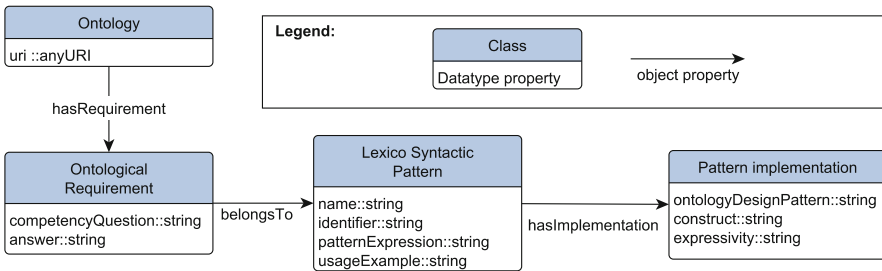 Ontology
uri ::anyURI
Legend:
Class
Datatype property
object property
hasRequirement
Ontological
Requirement
competencyQuestion::string
answer::string
belongsTo
Lexico Syntactic
Pattern
name::string
identifier::string
patternExpression::string
usageExample::string
hasImplementation
Pattern implementation
ontologyDesignPattern::string
construct::string
expressivity::string